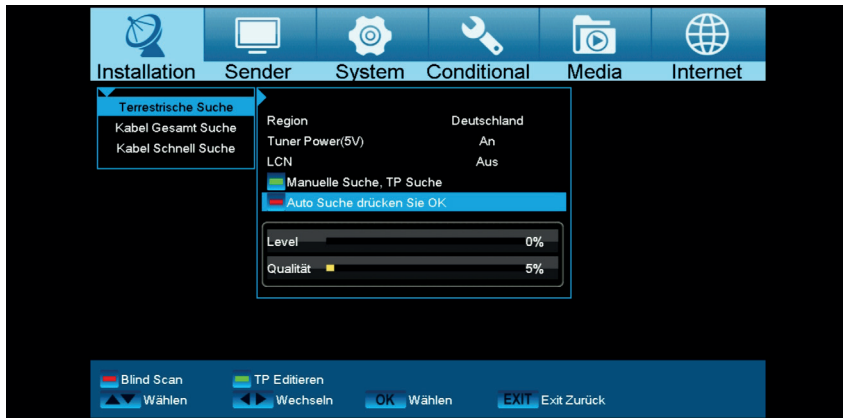 Installation Sender System Conditional Media Internet
Terrestrische Suche
Kabel Gesamt Suche
Kabel Schnell Suche
Region Deutschland
Tuner Power(5V) An
LCN Aus
Manuelle Suche, TP Suche
Auto Suche drücken Sie OK
Level 0%
Qualität 5%
Blind Scan TP Editieren
Wählen Wechseln OK Wählen EXIT Exit Zurück